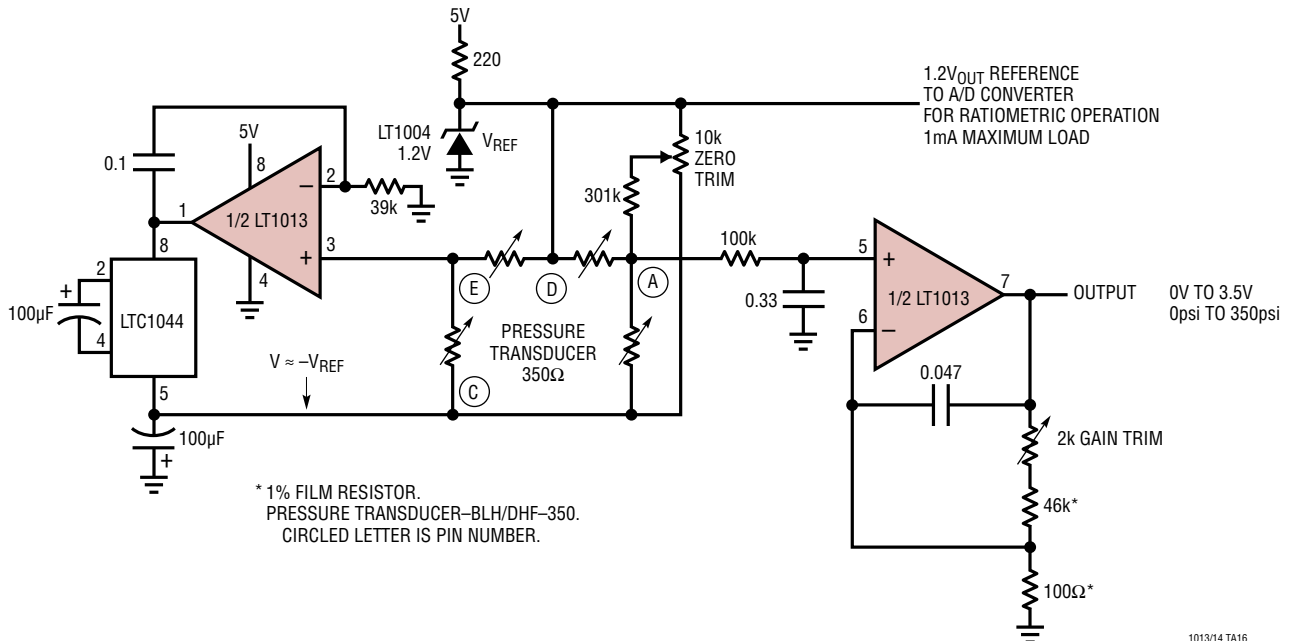 5V
220
1.2VOUT REFERENCE
TO A/D CONVERTER
FOR RATIOMETRIC OPERATION
1mA MAXIMUM LOAD
LT1004
1.2V
VREF
10k
ZERO
TRIM
5V
8
0.1
2
–
39k
301k
1
1/2 LT1013
3
+
4
8
2
100k
5
+
7
OUTPUT
0V TO 3.5V
0psi TO 350psi
E
D
A
0.33
1/2 LT1013
6
–
+
100µF
LTC1044
4
PRESSURE
TRANSDUCER
350Ω
V ≈ –VREF
5
C
0.047
2k GAIN TRIM
100µF
+
46k*
* 1% FILM RESISTOR.
PRESSURE TRANSDUCER–BLH/DHF–350.
CIRCLED LETTER IS PIN NUMBER.
100Ω*
1013/14 TA16